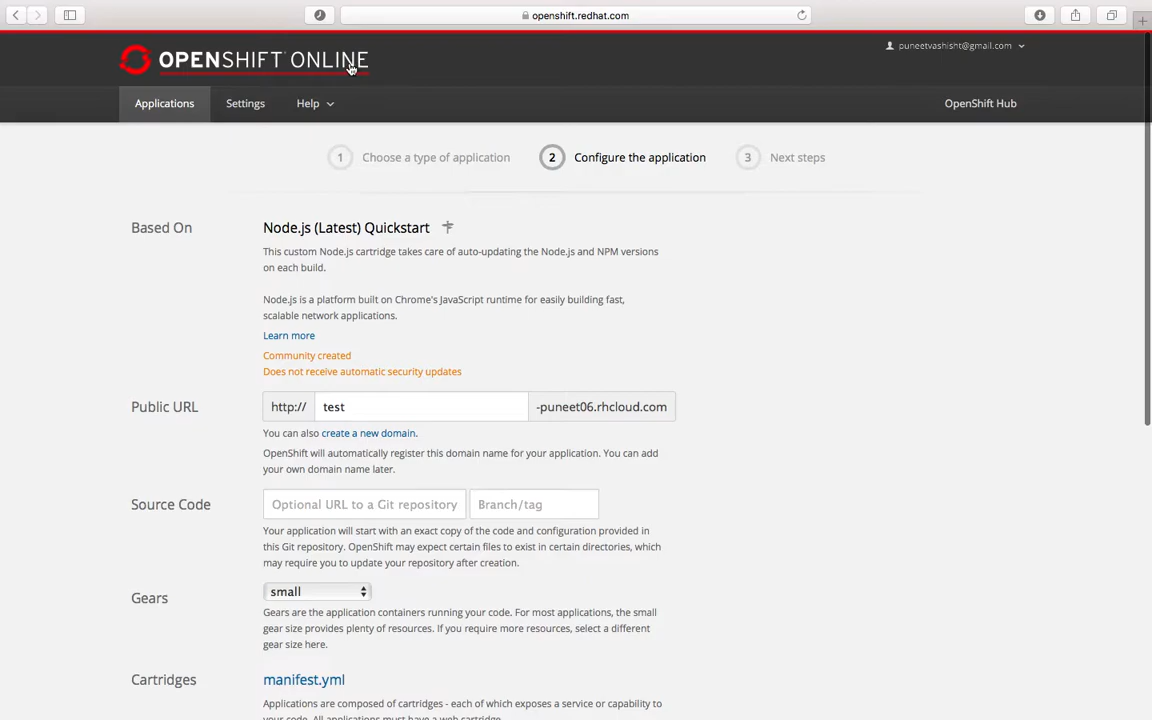 openshift.redhat.com
OPENSHIFT ONLINE
puneetvashisht@gmail.com
Applications
Settings
Help
OpenShift Hub
1 Choose a type of application
2 Configure the application
3 Next steps
Based On
Node.js (Latest) Quickstart
This custom Node.js cartridge takes care of auto-updating the Node.js and NPM versions
on each build.
Node.js is a platform built on Chrome's JavaScript runtime for easily building fast,
scalable network applications.
Learn more
Community created
Does not receive automatic security updates
Public URL
http:// test -puneet06.rhcloud.com
You can also create a new domain.
OpenShift will automatically register this domain name for your application. You can add
your own domain name later.
Source Code
Optional URL to a Git repository
Branch/tag
Your application will start with an exact copy of the code and configuration provided in
this Git repository. OpenShift may expect certain files to exist in certain directories, which
may require you to update your repository after creation.
Gears
small
Gears are the application containers running your code. For most applications, the small
gear size provides plenty of resources. If you require more resources, select a different
gear size here.
Cartridges
manifest.yml
Applications are composed of cartridges - each of which exposes a service or capability to
your code. All applications must have a web cartridge.